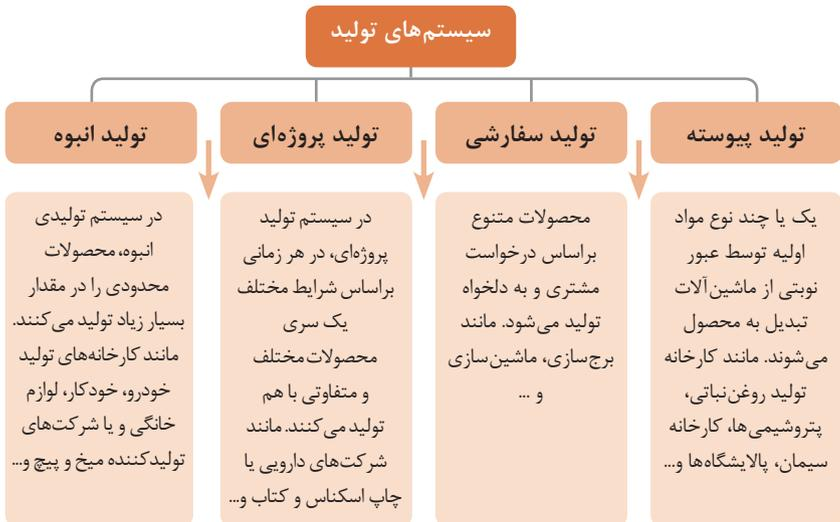 سیستم‌های تولید
تولید پیوسته
یک یا چند نوع مواد
اولیه توسط عبور
نوبتی از ماشین‌آلات
تبدیل به محصول
می‌شوند. مانند کارخانه
تولید روغن‌نباتی،
پتروشیمی‌ها، کارخانه
سیمان، پالایشگاه‌ها و...
تولید سفارشی
محصولات متنوع
براساس درخواست
مشتری و به دلخواه
تولید می‌شود. مانند
برج‌سازی، ماشین‌سازی
و ...
تولید پروژه‌ای
در سیستم تولید
پروژه‌ای، در هر زمانی
براساس شرایط مختلف
یک سری
محصولات مختلف
و متفاوتی با هم
تولید می‌کنند. مانند
شرکت‌های دارویی یا
چاپ اسکناس و کتاب و...
تولید انبوه
در سیستم تولیدی
انبوه، محصولات
محدودی را در مقدار
بسیار زیاد تولید می‌کنند.
مانند کارخانه‌های تولید
خودرو، خودکار، لوازم
خانگی و یا شرکت‌های
تولیدکننده میخ و پیچ و...